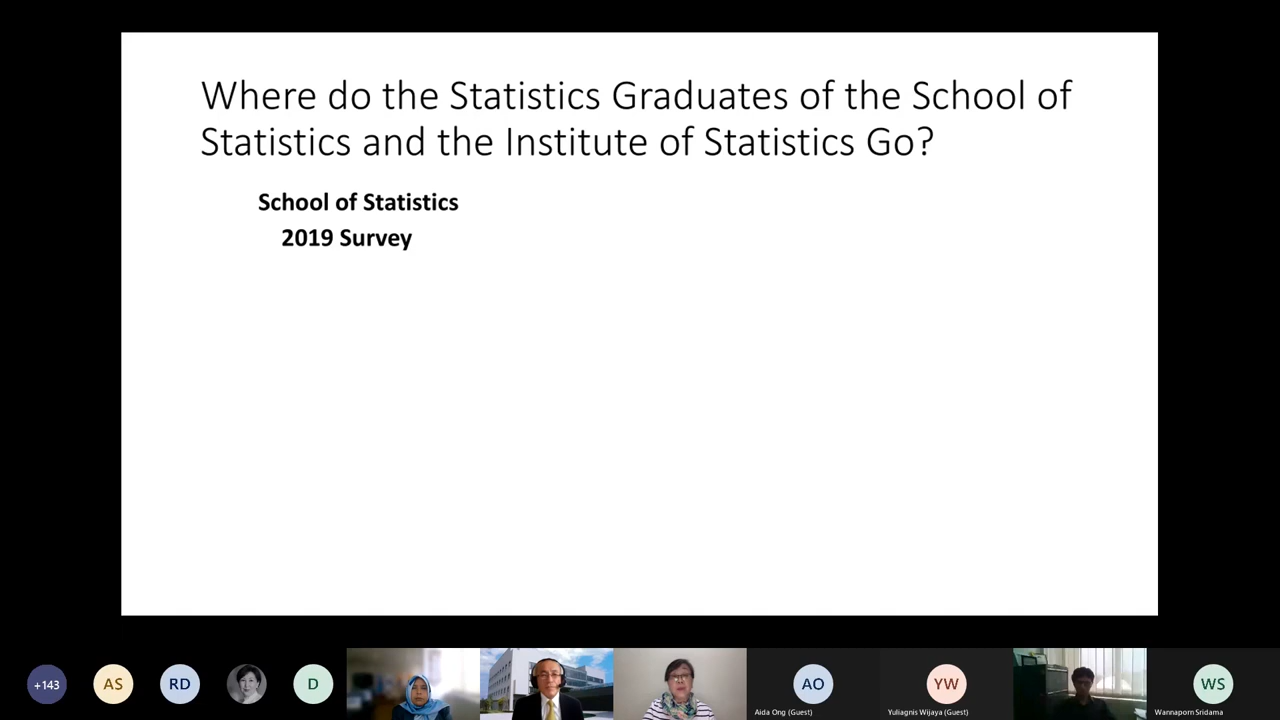 Where do the Statistics Graduates of the School of
Statistics and the Institute of Statistics Go?
School of Statistics
2019 Survey
+143
AS
RD
D
AO
Aida Ong (Guest)
YW
Yuliagnis Wijaya (Guest)
WS
Wannaporn Sridama